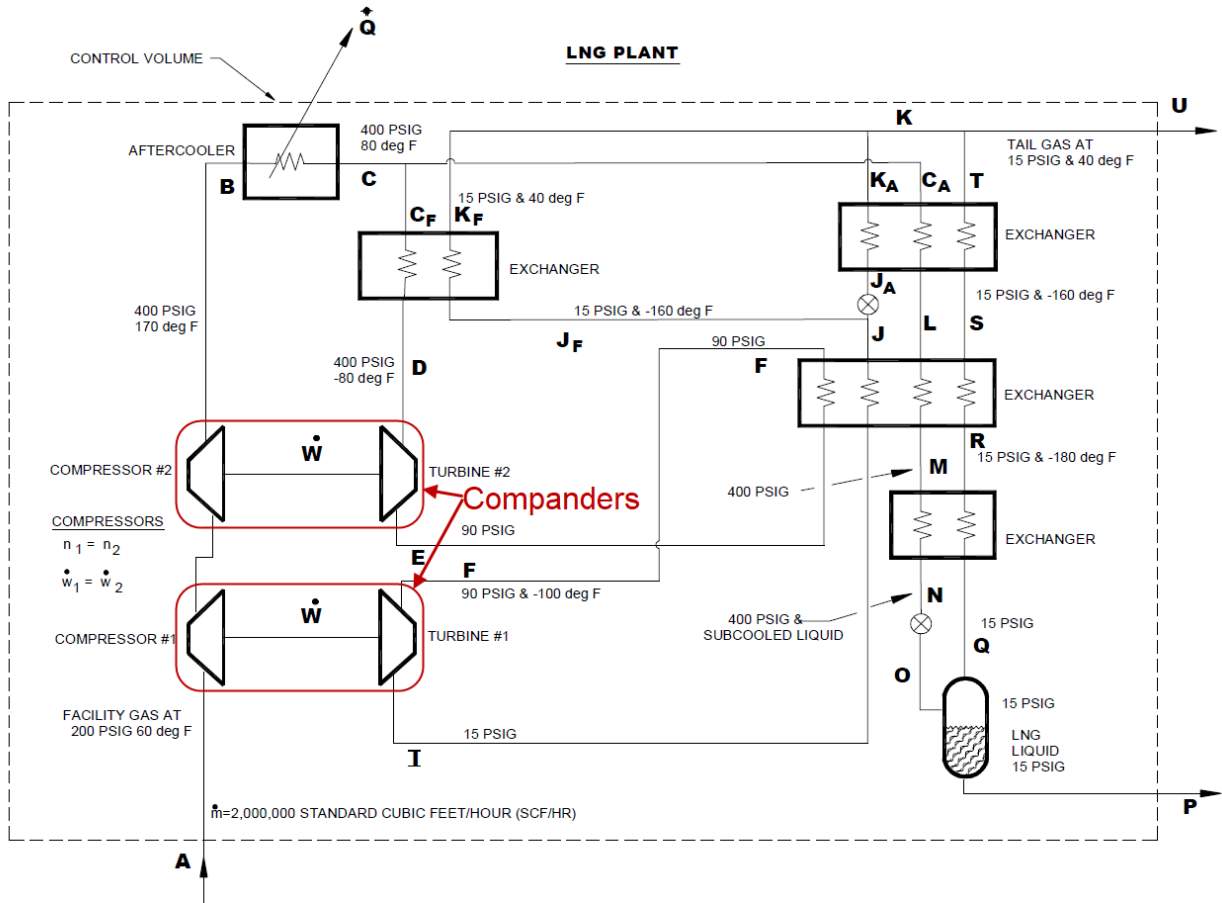 Q̇
LNG PLANT
CONTROL VOLUME
K
U
AFTERCOOLER
400 PSIG
80 deg F
TAIL GAS AT
15 PSIG & 40 deg F
B
C
K_A
C_A
T
15 PSIG & 40 deg F
C_F
K_F
EXCHANGER
EXCHANGER
J_A
400 PSIG
170 deg F
15 PSIG & -160 deg F
15 PSIG & -160 deg F
J_F
J
L
S
90 PSIG
F
400 PSIG
-80 deg F
D
EXCHANGER
R
15 PSIG & -180 deg F
COMPRESSOR #2
Ẇ
TURBINE #2
M
400 PSIG
Companders
COMPRESSORS
n1 = n2
ẇ1 = ẇ2
90 PSIG
EXCHANGER
E
F
90 PSIG & -100 deg F
N
Ẇ
COMPRESSOR #1
TURBINE #1
400 PSIG &
SUBCOOLED LIQUID
15 PSIG
Q
O
15 PSIG
FACILITY GAS AT
200 PSIG 60 deg F
15 PSIG
LNG
LIQUID
15 PSIG
I
ṁ=2,000,000 STANDARD CUBIC FEET/HOUR (SCF/HR)
P
A